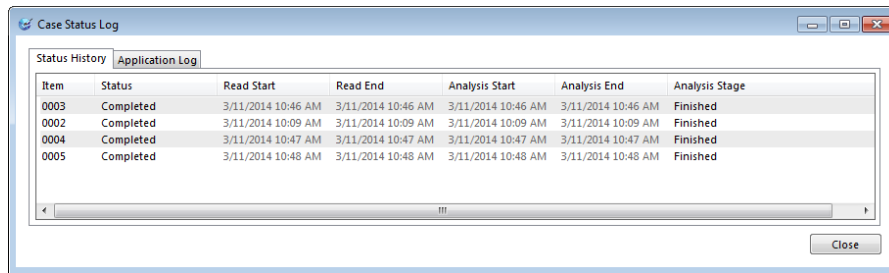 Case Status Log
Status History Application Log
Item Status Read Start Read End Analysis Start Analysis End Analysis Stage
0003 Completed 3/11/2014 10:46 AM 3/11/2014 10:46 AM 3/11/2014 10:46 AM 3/11/2014 10:46 AM Finished
0002 Completed 3/11/2014 10:09 AM 3/11/2014 10:09 AM 3/11/2014 10:09 AM 3/11/2014 10:09 AM Finished
0004 Completed 3/11/2014 10:47 AM 3/11/2014 10:47 AM 3/11/2014 10:47 AM 3/11/2014 10:47 AM Finished
0005 Completed 3/11/2014 10:48 AM 3/11/2014 10:48 AM 3/11/2014 10:48 AM 3/11/2014 10:48 AM Finished
Close